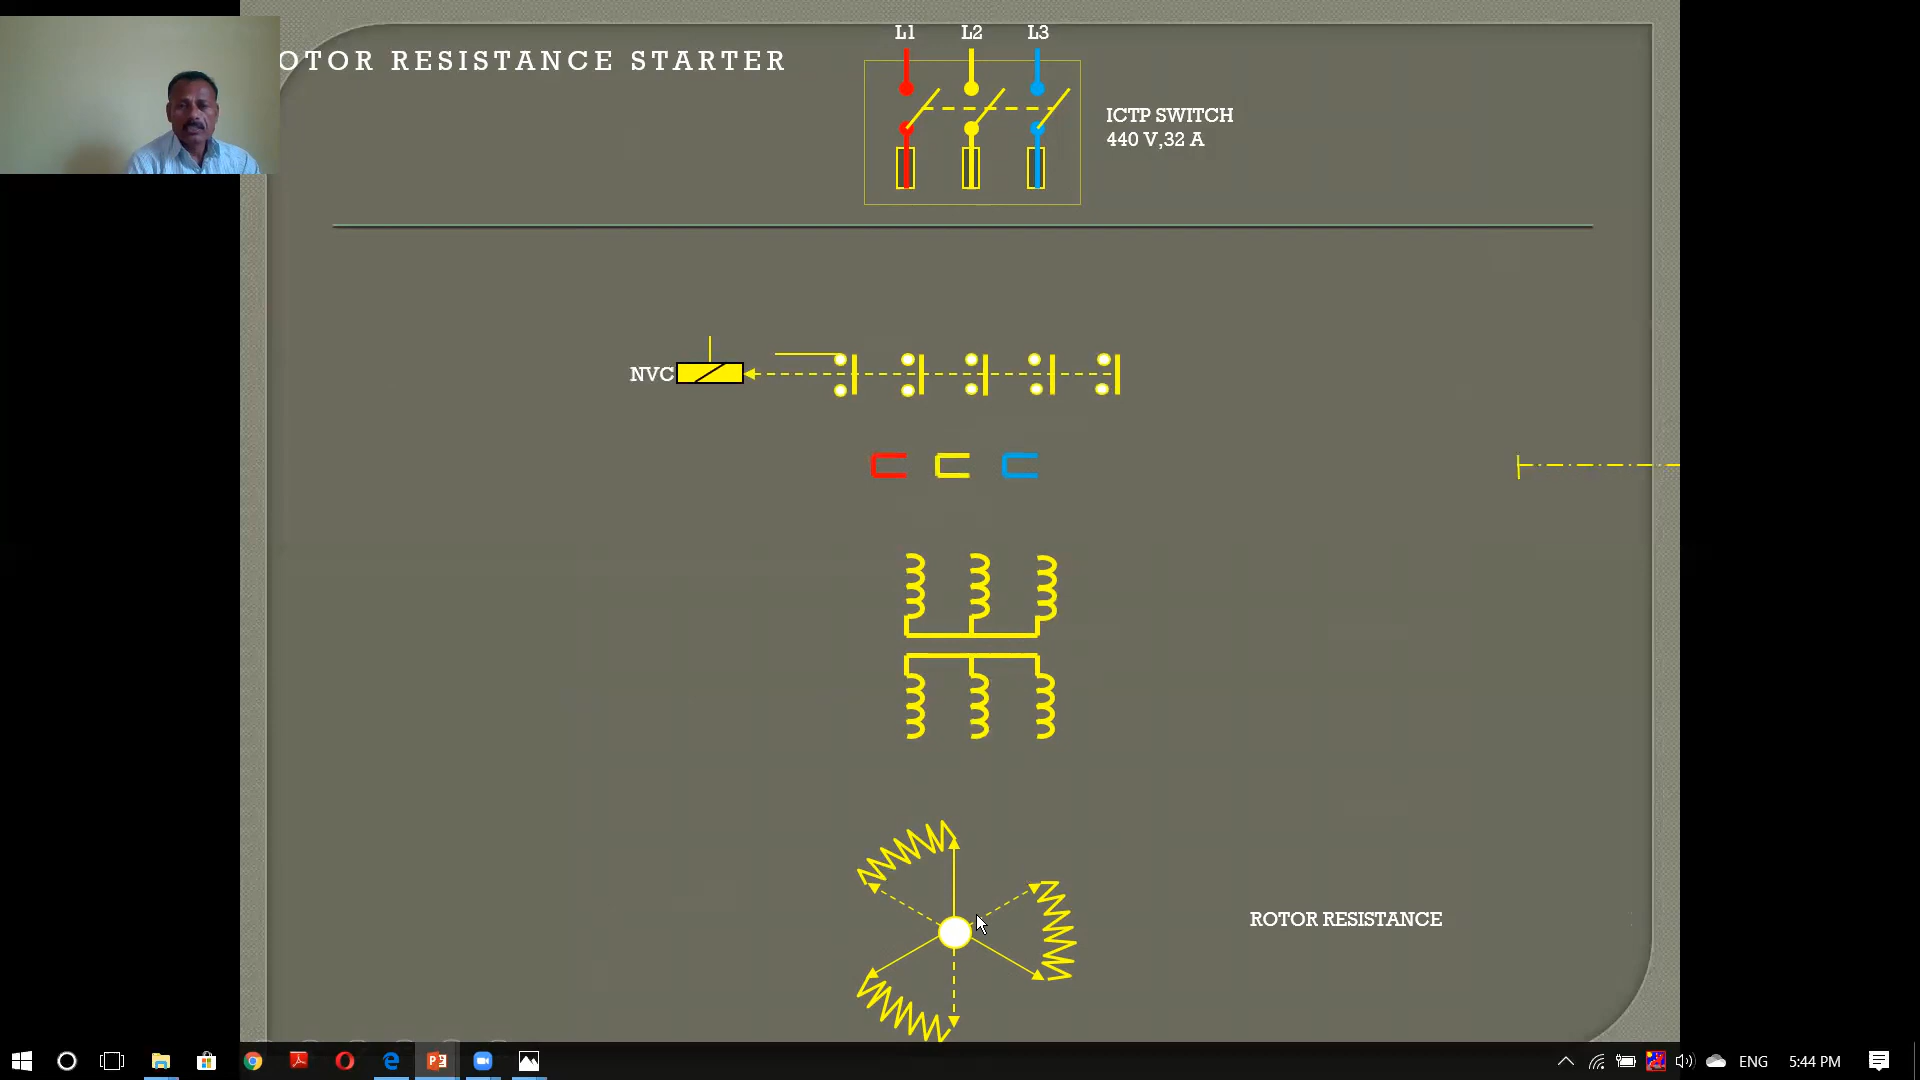 OTOR RESISTANCE STARTER
L1 L2 L3
ICTP SWITCH
440 V,32 A
NVC
ROTOR RESISTANCE
ENG
5:44 PM